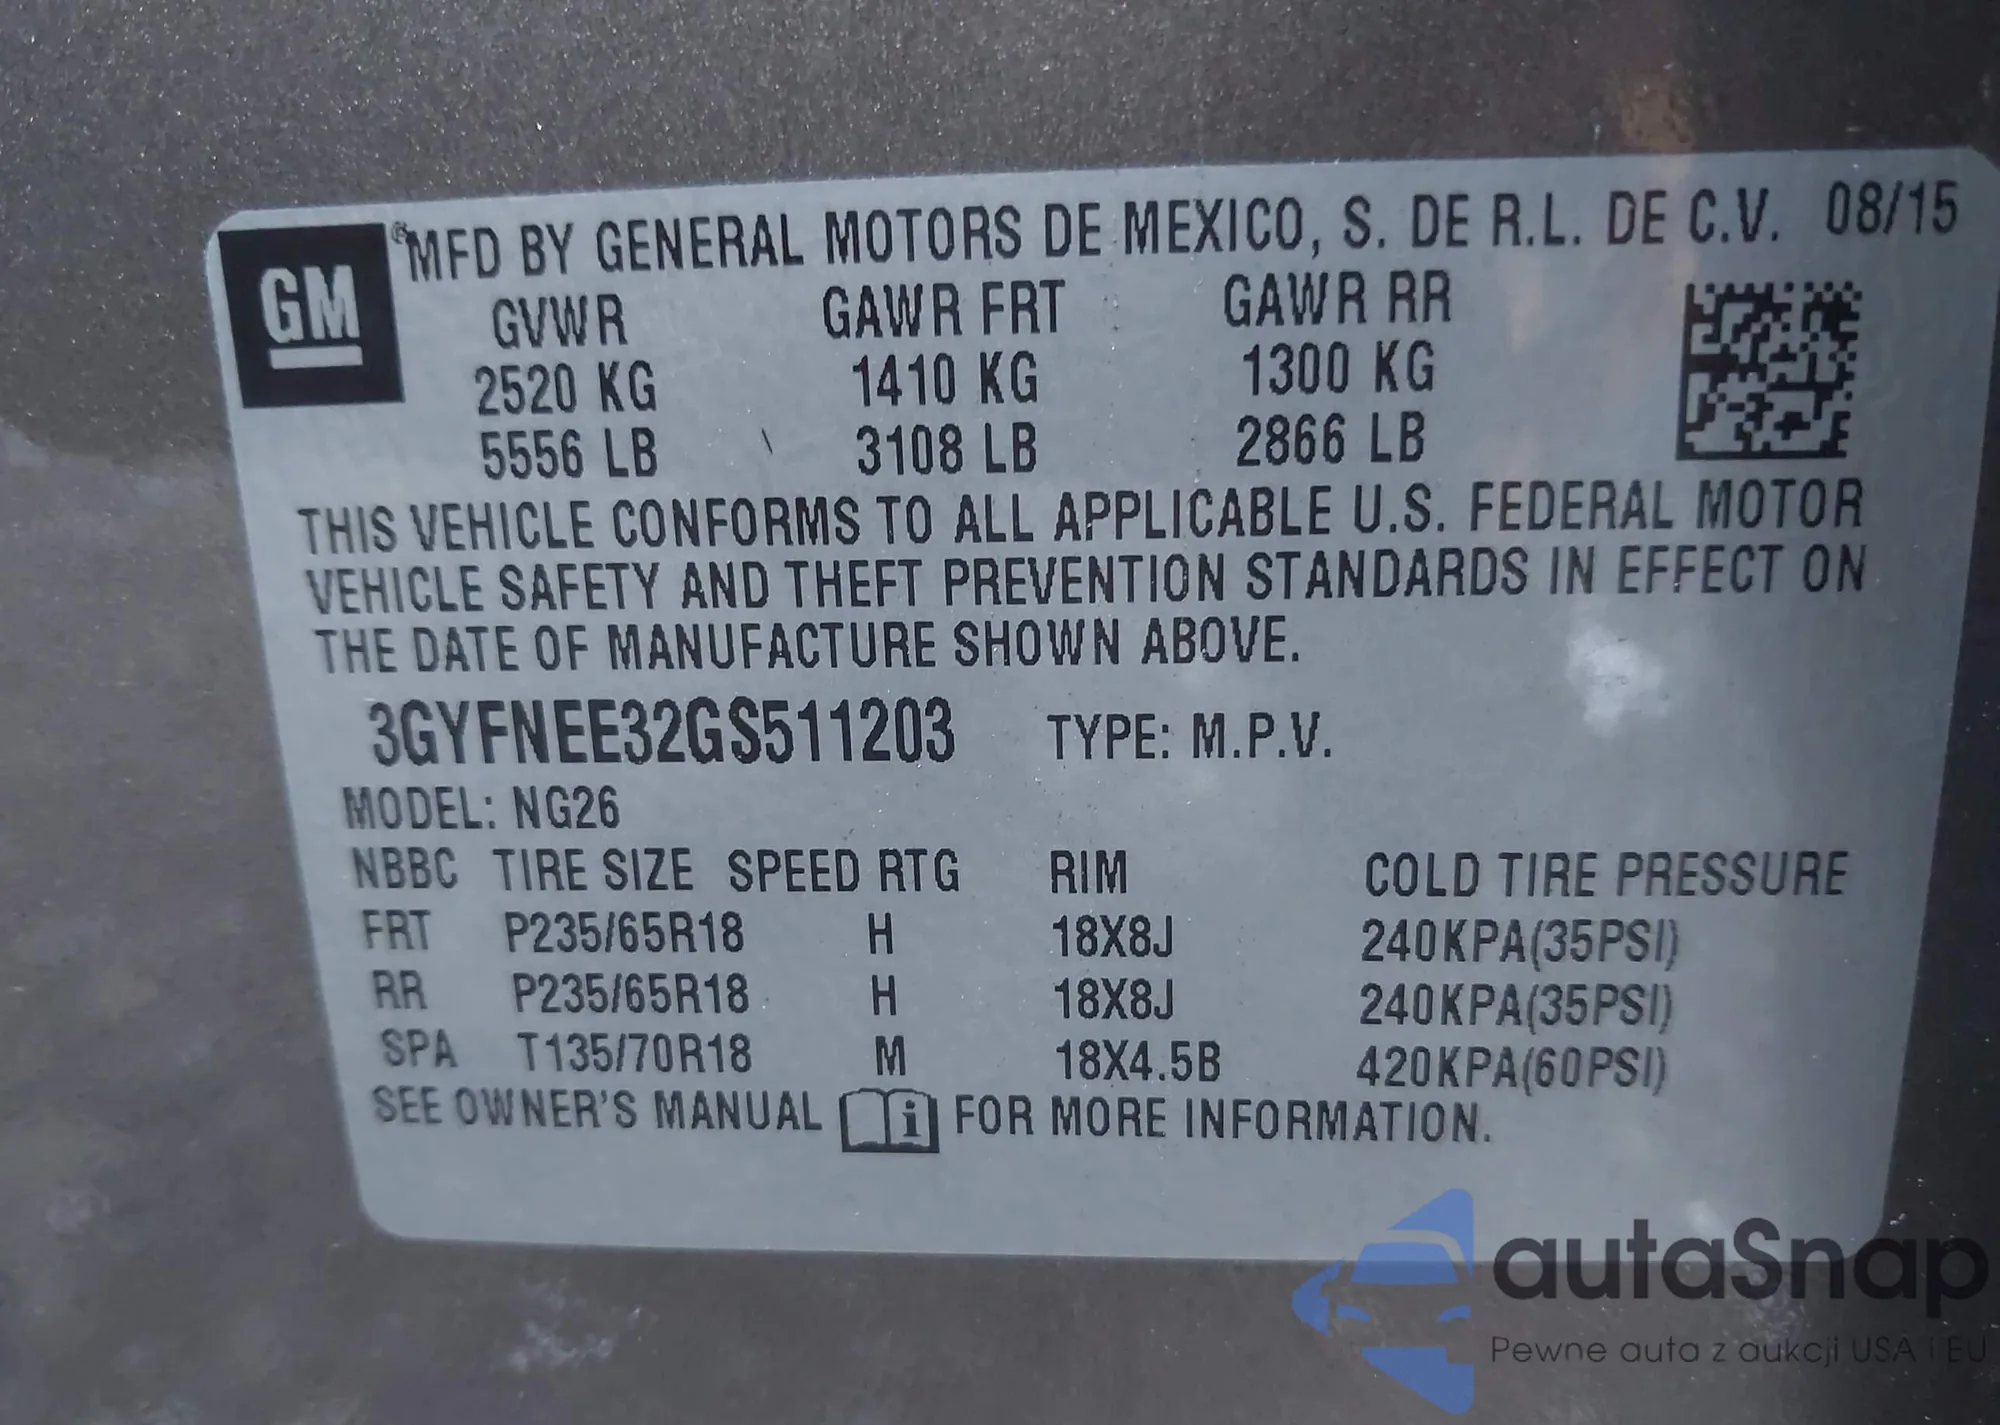 GM ® MFD BY GENERAL MOTORS DE MEXICO, S. DE R.L. DE C.V. 08/15
GVWR GAWR FRT GAWR RR
2520 KG 1410 KG 1300 KG
5556 LB 3108 LB 2866 LB
THIS VEHICLE CONFORMS TO ALL APPLICABLE U.S. FEDERAL MOTOR
VEHICLE SAFETY AND THEFT PREVENTION STANDARDS IN EFFECT ON
THE DATE OF MANUFACTURE SHOWN ABOVE.
3GYFNEE32GS511203 TYPE: M.P.V.
MODEL: NG26
NBBC TIRE SIZE SPEED RTG RIM COLD TIRE PRESSURE
FRT P235/65R18 H 18X8J 240KPA(35PSI)
RR P235/65R18 H 18X8J 240KPA(35PSI)
SPA T135/70R18 M 18X4.5B 420KPA(60PSI)
SEE OWNER'S MANUAL i FOR MORE INFORMATION.
autaSnap
Pewne auta z aukcji USA i EU